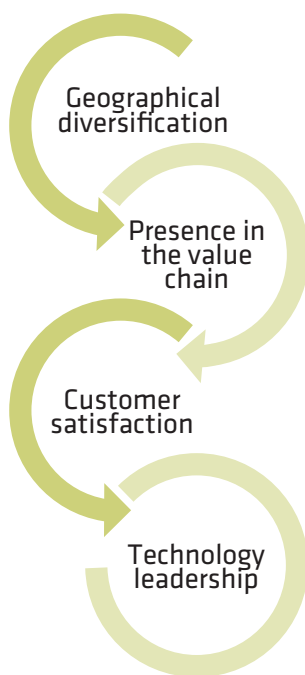 Geographical
diversification
Presence in
the value
chain
Customer
satisfaction
Technology
leadership